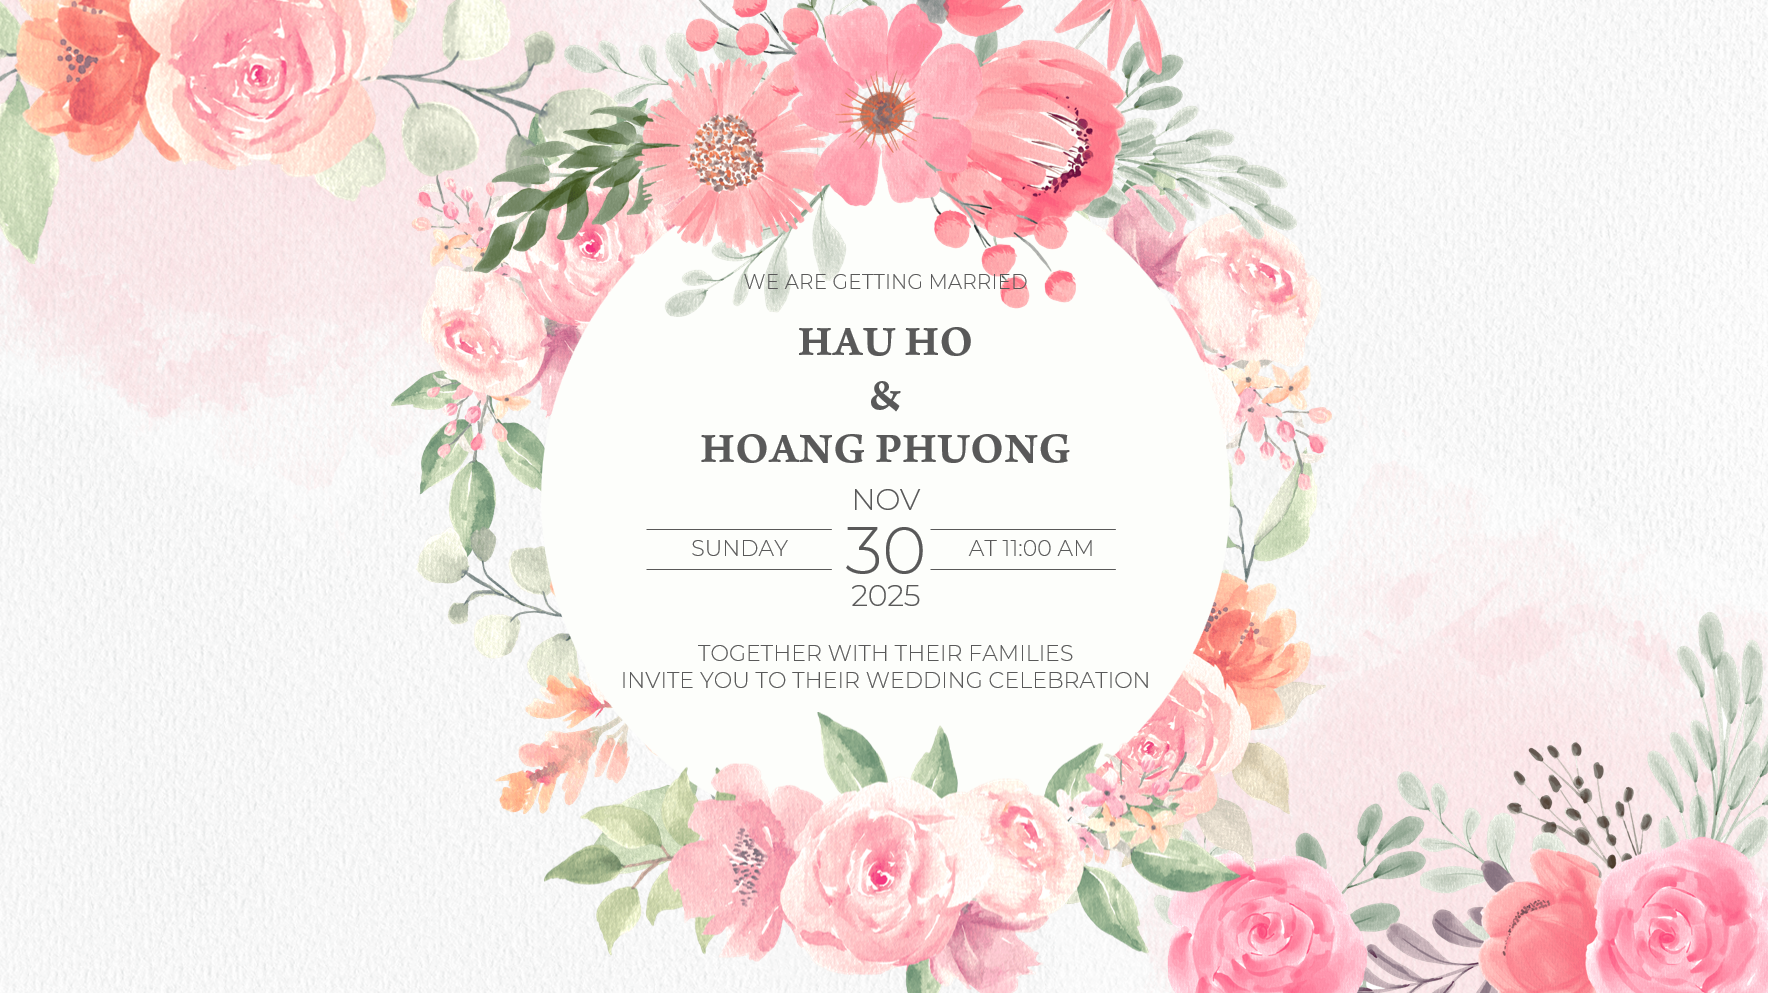 WE ARE GETTING MARRIED
HAU HO
&
HOANG PHUONG
NOV
SUNDAY 30 AT 11:00 AM
2025
TOGETHER WITH THEIR FAMILIES
INVITE YOU TO THEIR WEDDING CELEBRATION